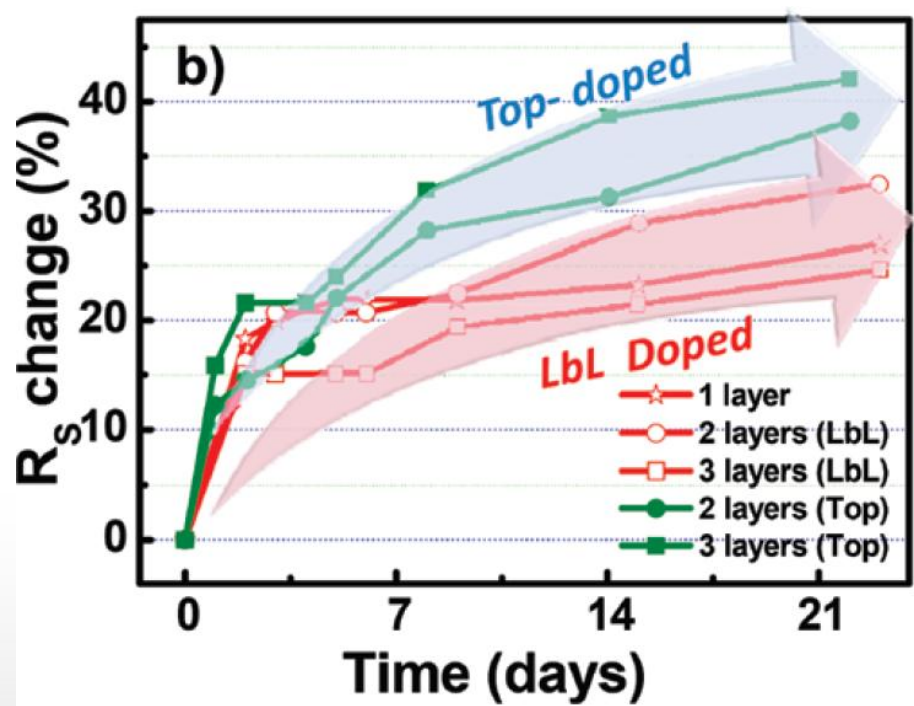 b)
Top- doped
40
30
20
10
0
R_S change (%)
LbL Doped
1 layer
2 layers (LbL)
3 layers (LbL)
2 layers (Top)
3 layers (Top)
0 7 14 21
Time (days)